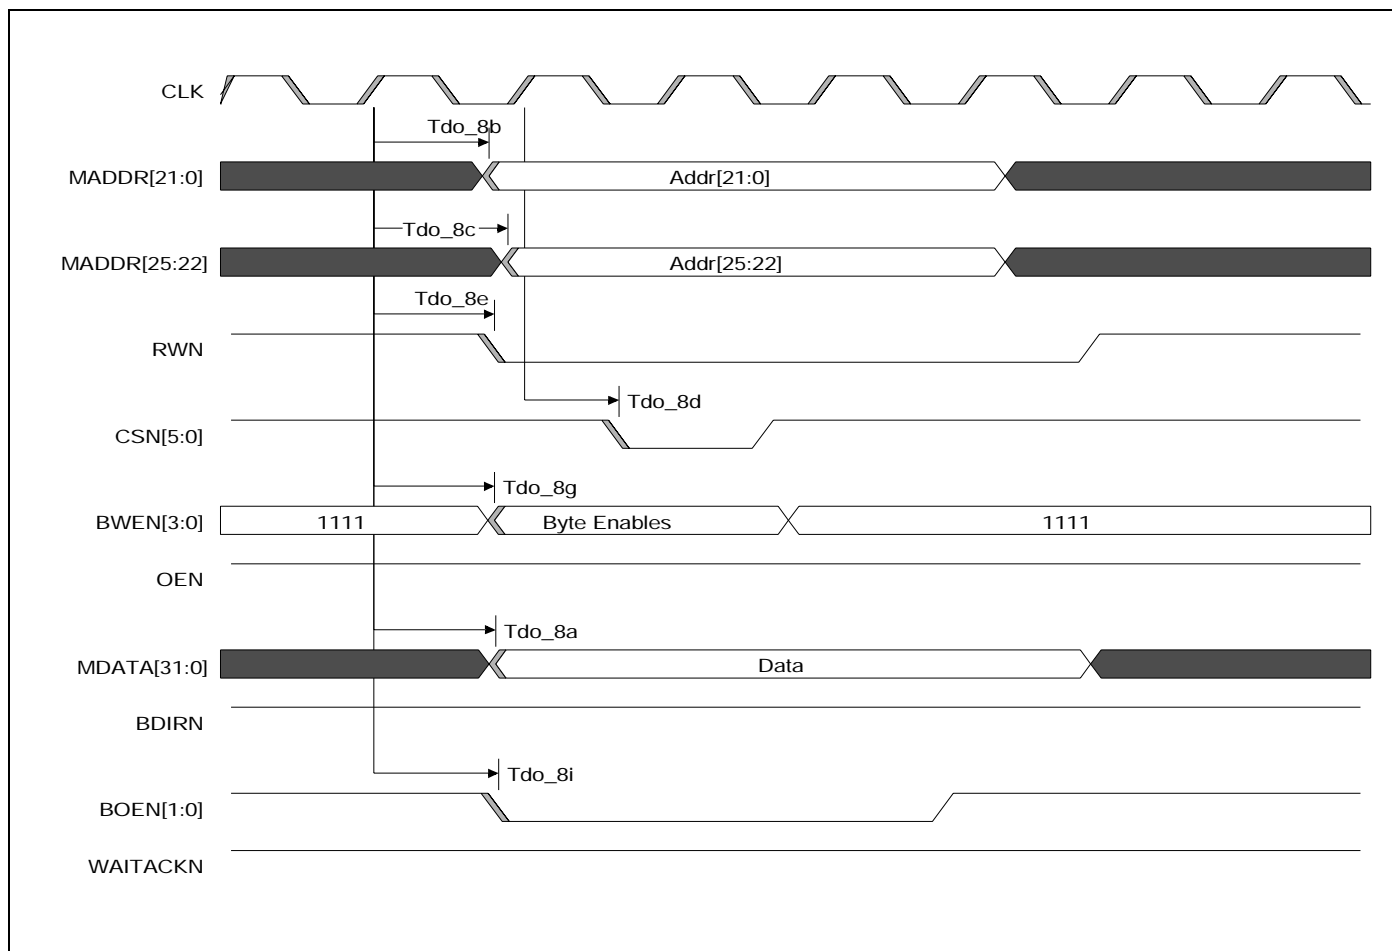 CLK
Tdo_8b
MADDR[21:0] Addr[21:0]
Tdo_8c
MADDR[25:22] Addr[25:22]
Tdo_8e
RWN
Tdo_8d
CSN[5:0]
Tdo_8g
BWEN[3:0] 1111 Byte Enables 1111
OEN
Tdo_8a
MDATA[31:0] Data
BDIRN
Tdo_8i
BOEN[1:0]
WAITACKN